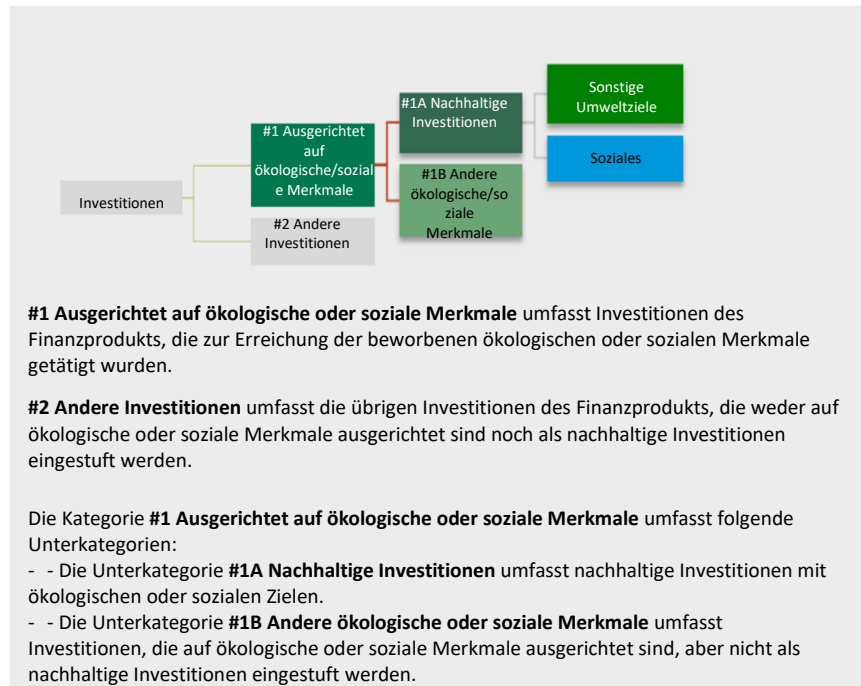 Sonstige
Umweltziele
#1A Nachhaltige
Investitionen
#1 Ausgerichtet
auf
ökologische/sozial
e Merkmale
Soziales
#1B Andere
ökologische/so
ziale
Merkmale
Investitionen
#2 Andere
Investitionen
#1 Ausgerichtet auf ökologische oder soziale Merkmale umfasst Investitionen des
Finanzprodukts, die zur Erreichung der beworbenen ökologischen oder sozialen Merkmale
getätigt wurden.
#2 Andere Investitionen umfasst die übrigen Investitionen des Finanzprodukts, die weder auf
ökologische oder soziale Merkmale ausgerichtet sind noch als nachhaltige Investitionen
eingestuft werden.
Die Kategorie #1 Ausgerichtet auf ökologische oder soziale Merkmale umfasst folgende
Unterkategorien:
- - Die Unterkategorie #1A Nachhaltige Investitionen umfasst nachhaltige Investitionen mit
ökologischen oder sozialen Zielen.
- - Die Unterkategorie #1B Andere ökologische oder soziale Merkmale umfasst
Investitionen, die auf ökologische oder soziale Merkmale ausgerichtet sind, aber nicht als
nachhaltige Investitionen eingestuft werden.